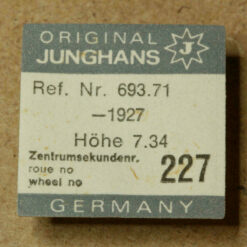 ORIGINAL
JUNGHANS J
Ref. Nr. 693.71
—1927
Höhe 7.34
Zentrumsekundenr.
roue no
wheel no 227
GERMANY